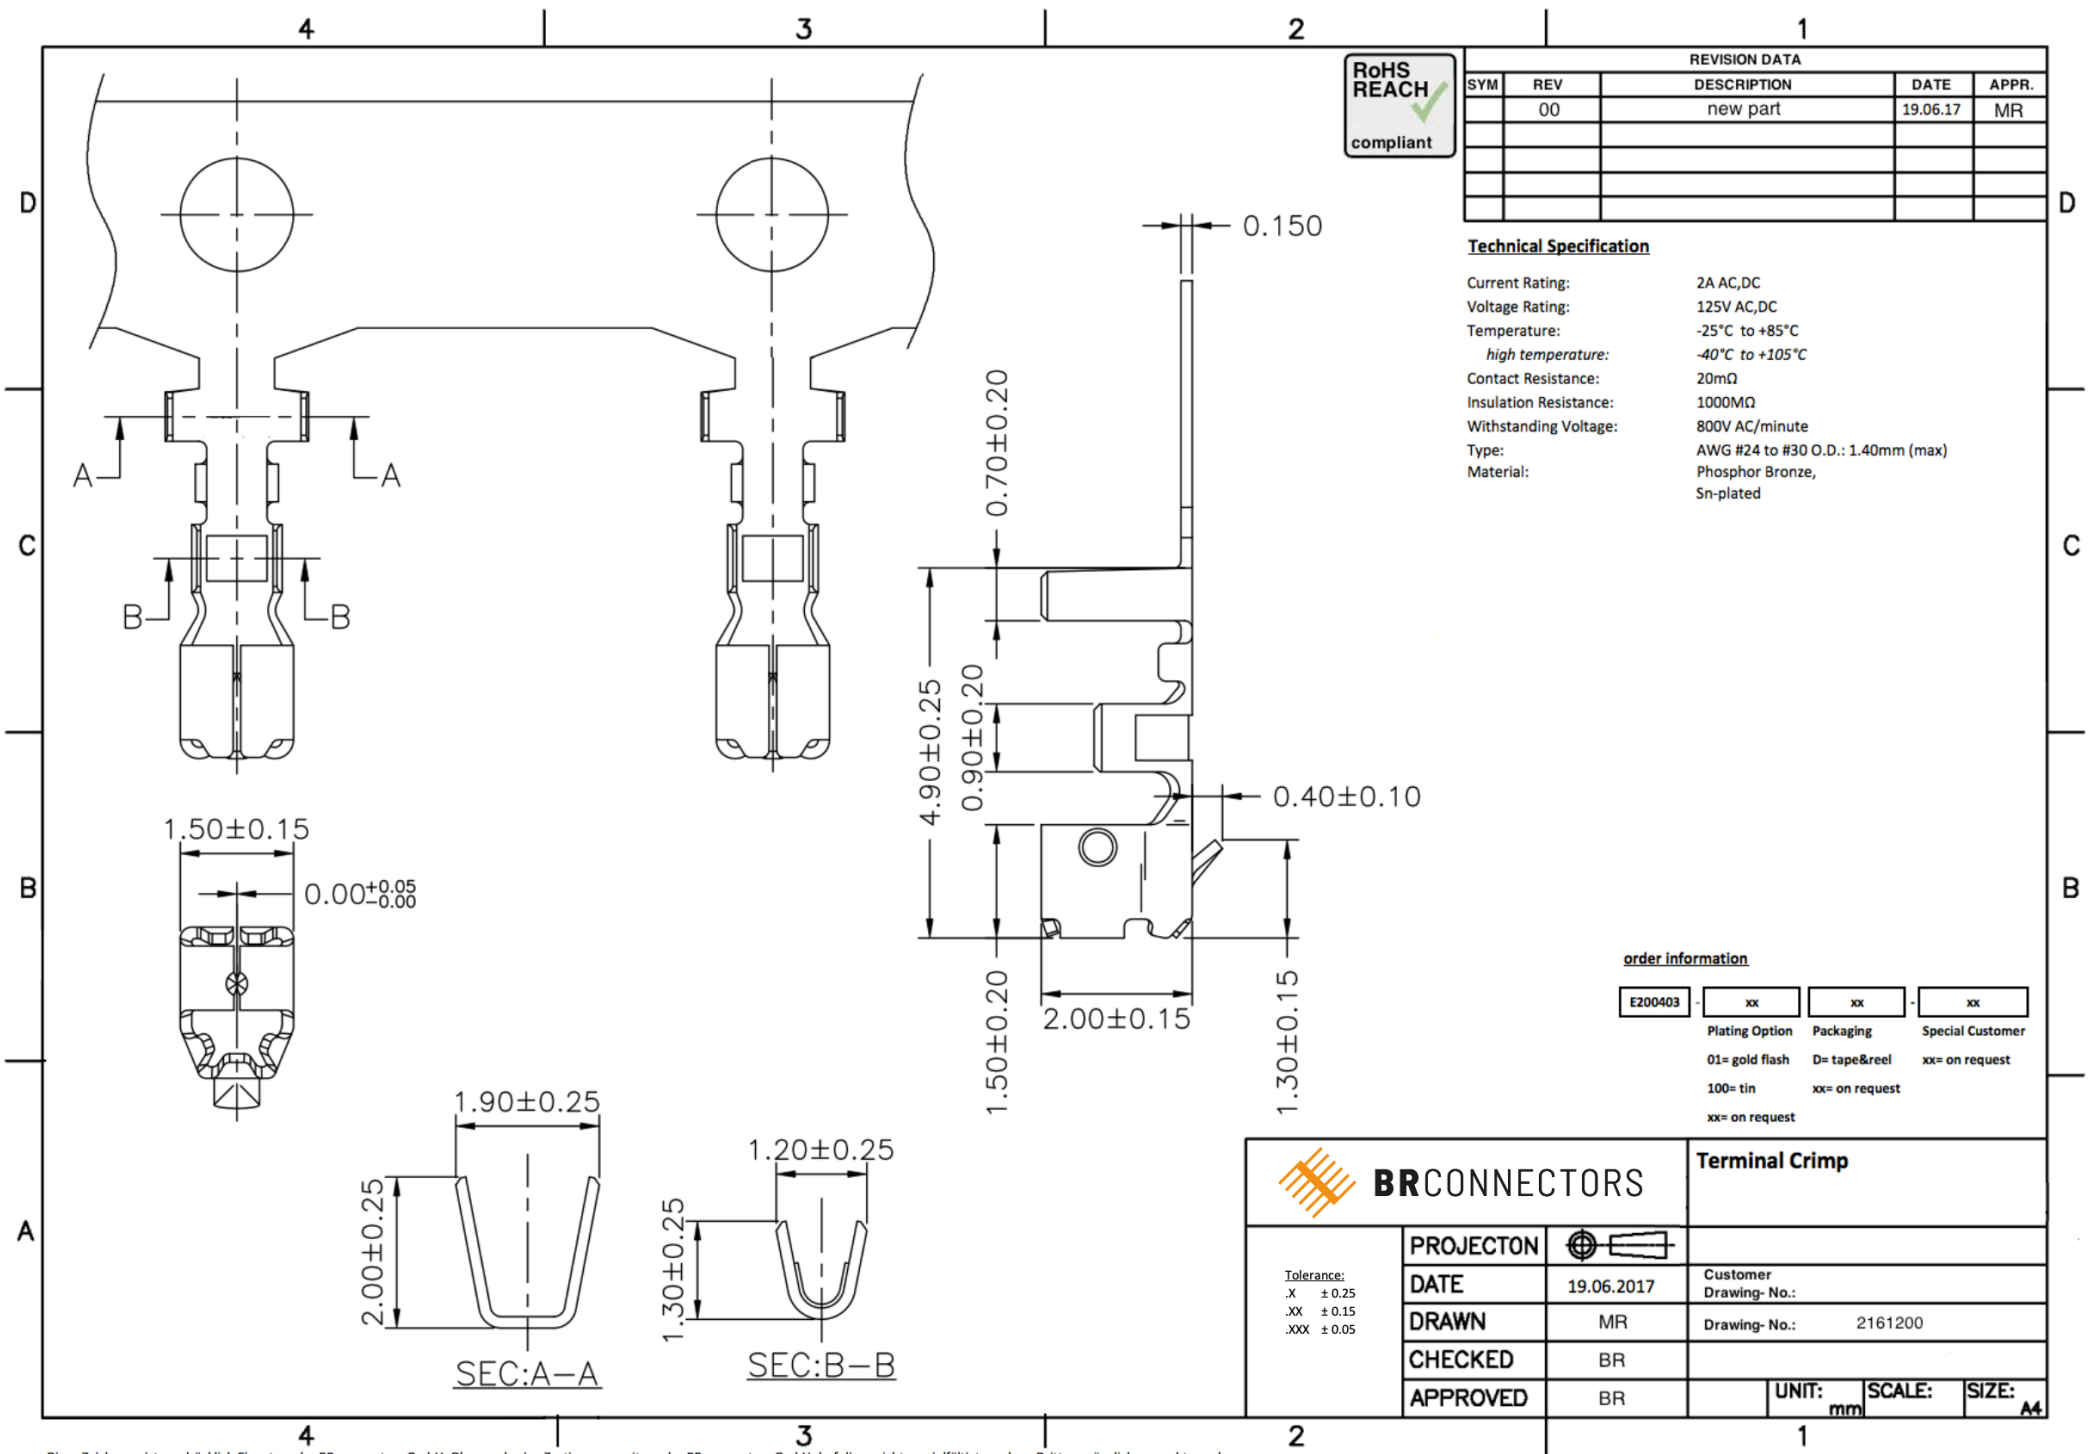 4 3 2 1
RoHS
REACH
compliant
REVISION DATA
SYM REV DESCRIPTION DATE APPR.
00 new part 19.06.17 MR
D D
0.150
Technical Specification
Current Rating: 2A AC,DC
Voltage Rating: 125V AC,DC
Temperature: -25°C to +85°C
high temperature: -40°C to +105°C
Contact Resistance: 20mΩ
Insulation Resistance: 1000MΩ
Withstanding Voltage: 800V AC/minute
Type: AWG #24 to #30 O.D.: 1.40mm (max)
Material: Phosphor Bronze,
Sn-plated
0.70±0.20
A A
C C
B B
4.90±0.25
0.90±0.20
0.40±0.10
1.50±0.15
0.00+0.05
−0.00
B B
1.50±0.20
2.00±0.15
1.30±0.15
order information
E200403 - xx xx - xx
Plating Option Packaging Special Customer
01= gold flash D= tape&reel xx= on request
100= tin xx= on request
xx= on request
1.90±0.25
2.00±0.25
SEC:A−A
1.20±0.25
1.30±0.25
SEC:B−B
A
BRCONNECTORS
Terminal Crimp
Tolerance:
.X ± 0.25
.XX ± 0.15
.XXX ± 0.05
PROJECTON
DATE 19.06.2017
Customer
Drawing- No.:
DRAWN MR
Drawing- No.: 2161200
CHECKED BR
APPROVED BR
UNIT: mm SCALE: SIZE: A4
4 3 2 1